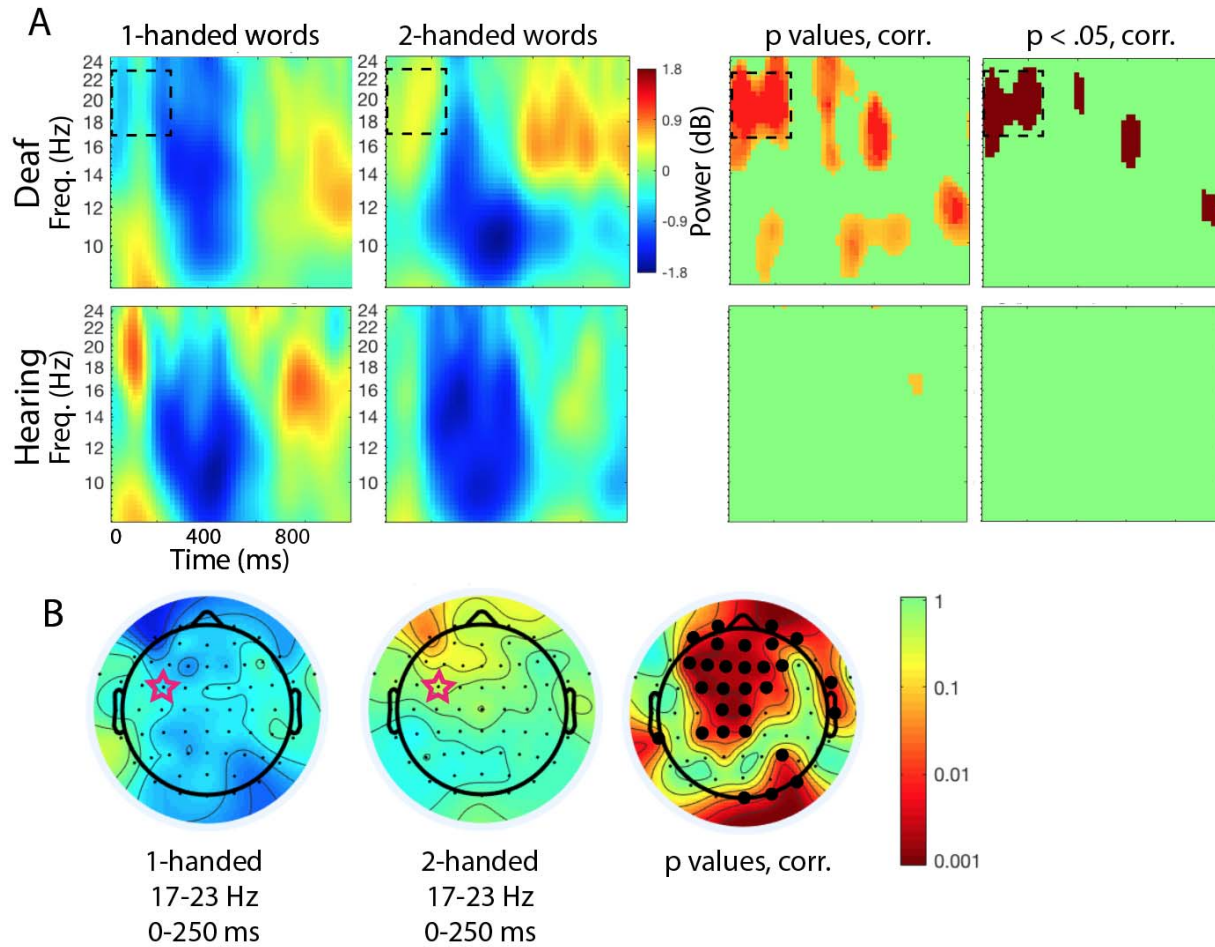 A
1-handed words
2-handed words
p values, corr.
p < .05, corr.
Deaf
Freq. (Hz)
24
22
20
18
16
14
12
10
24
22
20
18
16
14
12
10
1.8
0.9
0
-0.9
-1.8
Power (dB)
Hearing
Freq. (Hz)
24
22
20
18
16
14
12
10
24
22
20
18
16
14
12
10
0 400 800
Time (ms)
B
1
0.1
0.01
0.001
1-handed
17-23 Hz
0-250 ms
2-handed
17-23 Hz
0-250 ms
p values, corr.